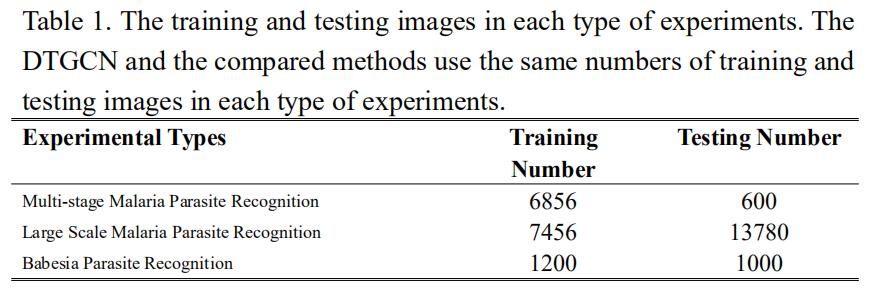 Table 1. The training and testing images in each type of experiments. The
DTGCN and the compared methods use the same numbers of training and
testing images in each type of experiments.
Experimental Types Training Number Testing Number
Multi-stage Malaria Parasite Recognition 6856 600
Large Scale Malaria Parasite Recognition 7456 13780
Babesia Parasite Recognition 1200 1000